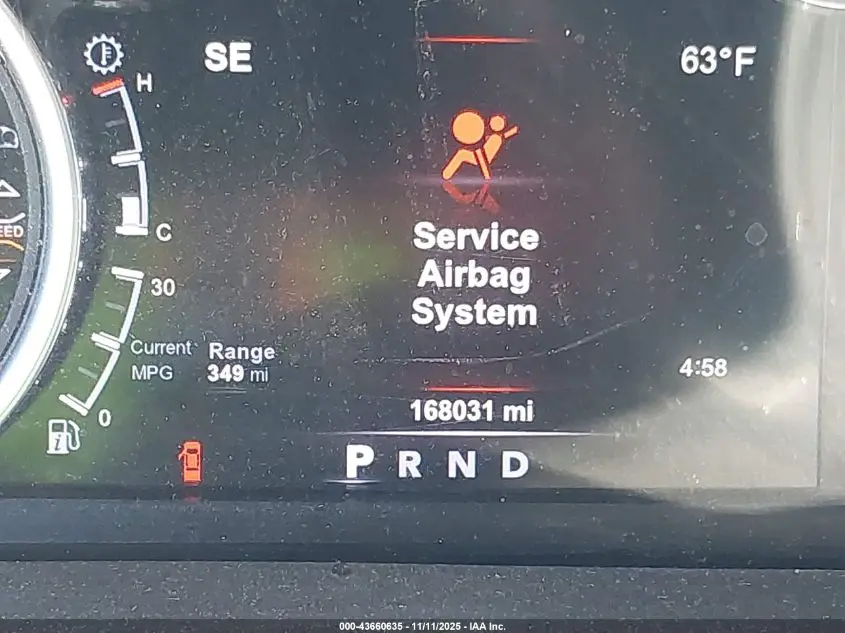 SE
63°F
H
C
Service
Airbag
System
30
Current
MPG
Range
349 mi
0
4:58
168031 mi
P R N D
000-43660635 - 11/11/2025 - IAA Inc.